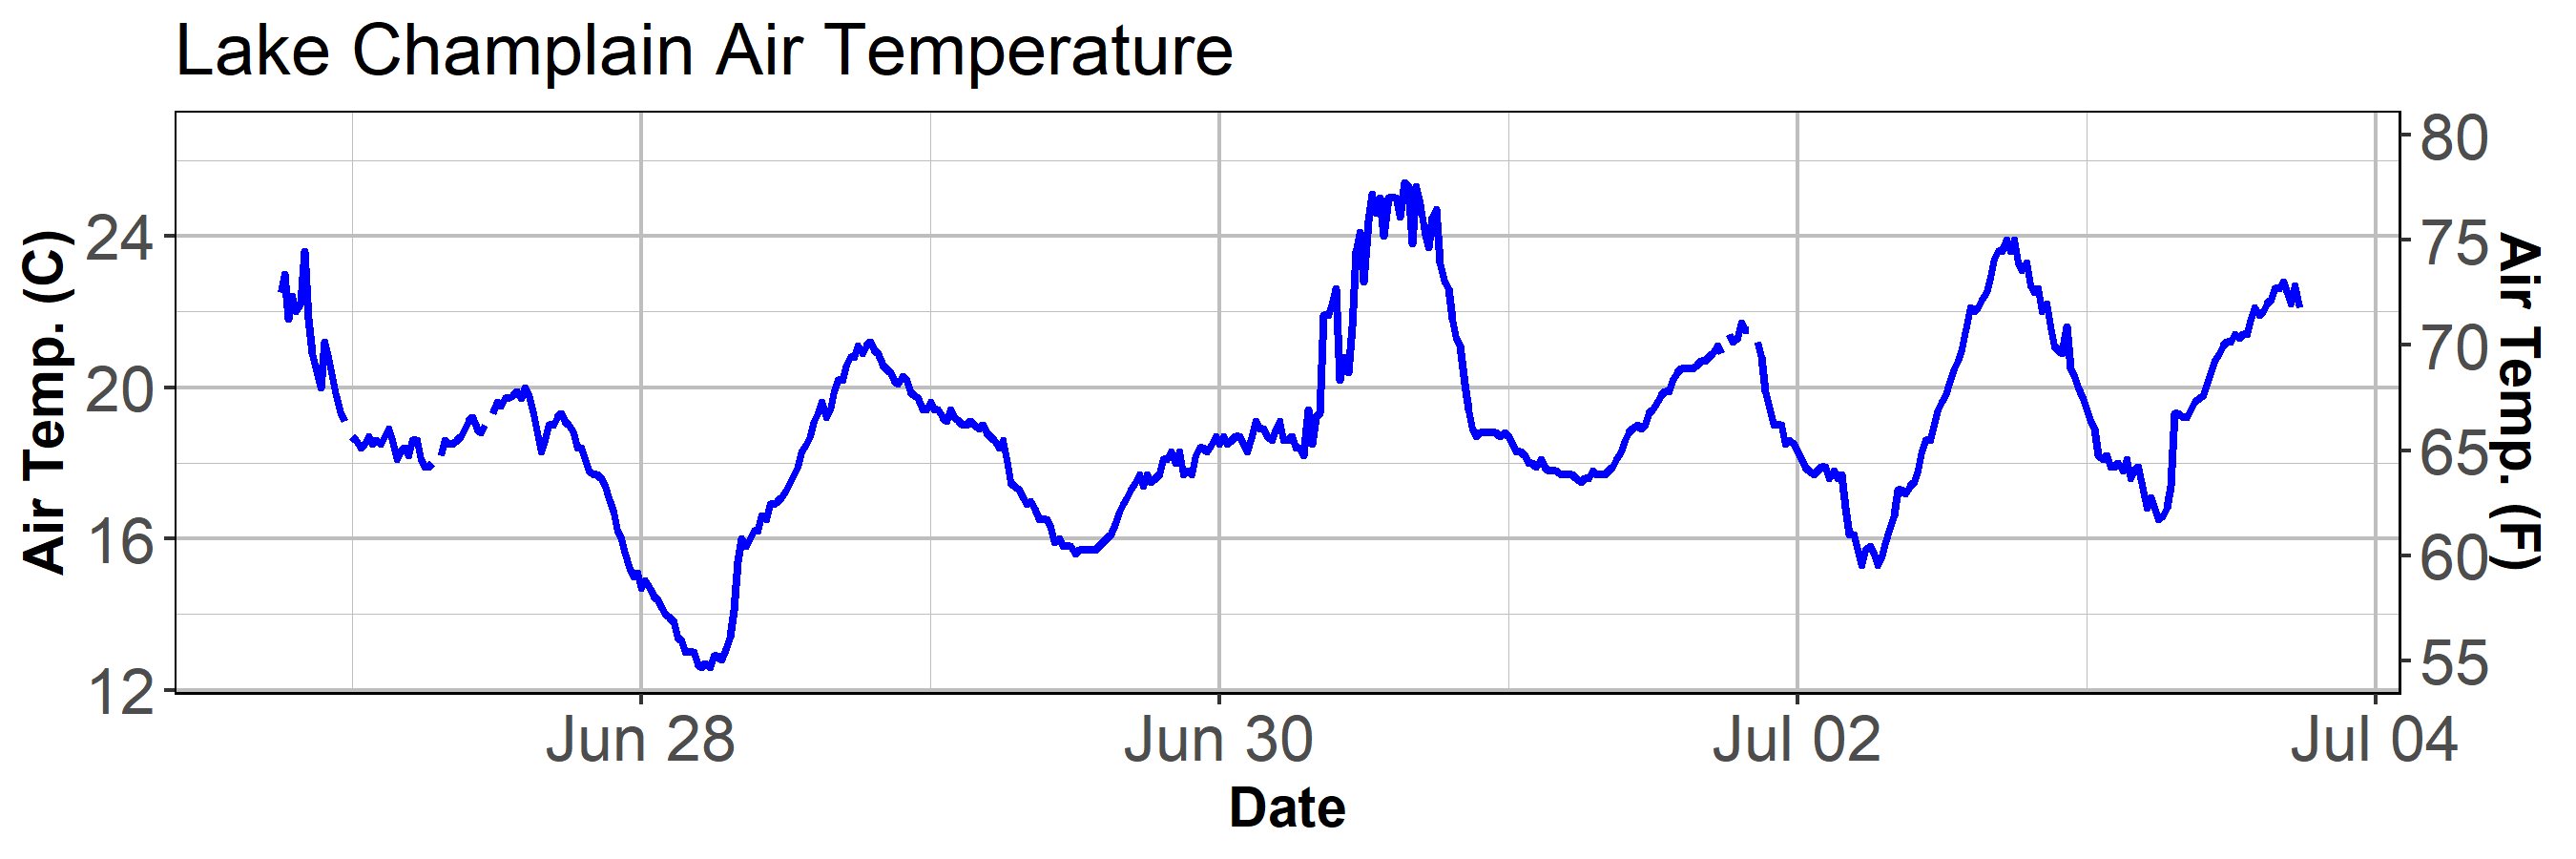 Lake Champlain Air Temperature
Air Temp. (C)
24
20
16
12
80
75
70
65
60
55
Air Temp. (F)
Jun 28 Jun 30 Jul 02 Jul 04
Date